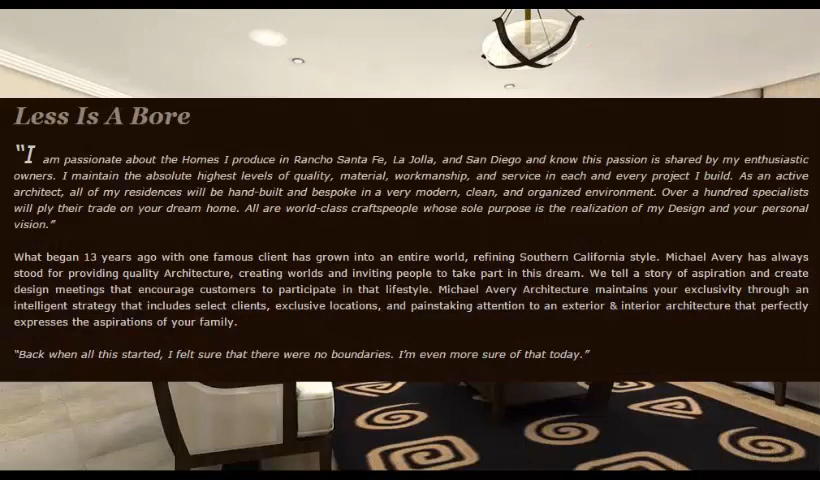 Less Is A Bore
“I am passionate about the Homes I produce in Rancho Santa Fe, La Jolla, and San Diego and know this passion is shared by my enthusiastic
owners. I maintain the absolute highest levels of quality, material, workmanship, and service in each and every project I build. As an active
architect, all of my residences will be hand-built and bespoke in a very modern, clean, and organized environment. Over a hundred specialists
will ply their trade on your dream home. All are world-class craftspeople whose sole purpose is the realization of my Design and your personal
vision.”
What began 13 years ago with one famous client has grown into an entire world, refining Southern California style. Michael Avery has always
stood for providing quality Architecture, creating worlds and inviting people to take part in this dream. We tell a story of aspiration and create
design meetings that encourage customers to participate in that lifestyle. Michael Avery Architecture maintains your exclusivity through an
intelligent strategy that includes select clients, exclusive locations, and painstaking attention to an exterior & interior architecture that perfectly
expresses the aspirations of your family.
“Back when all this started, I felt sure that there were no boundaries. I’m even more sure of that today.”